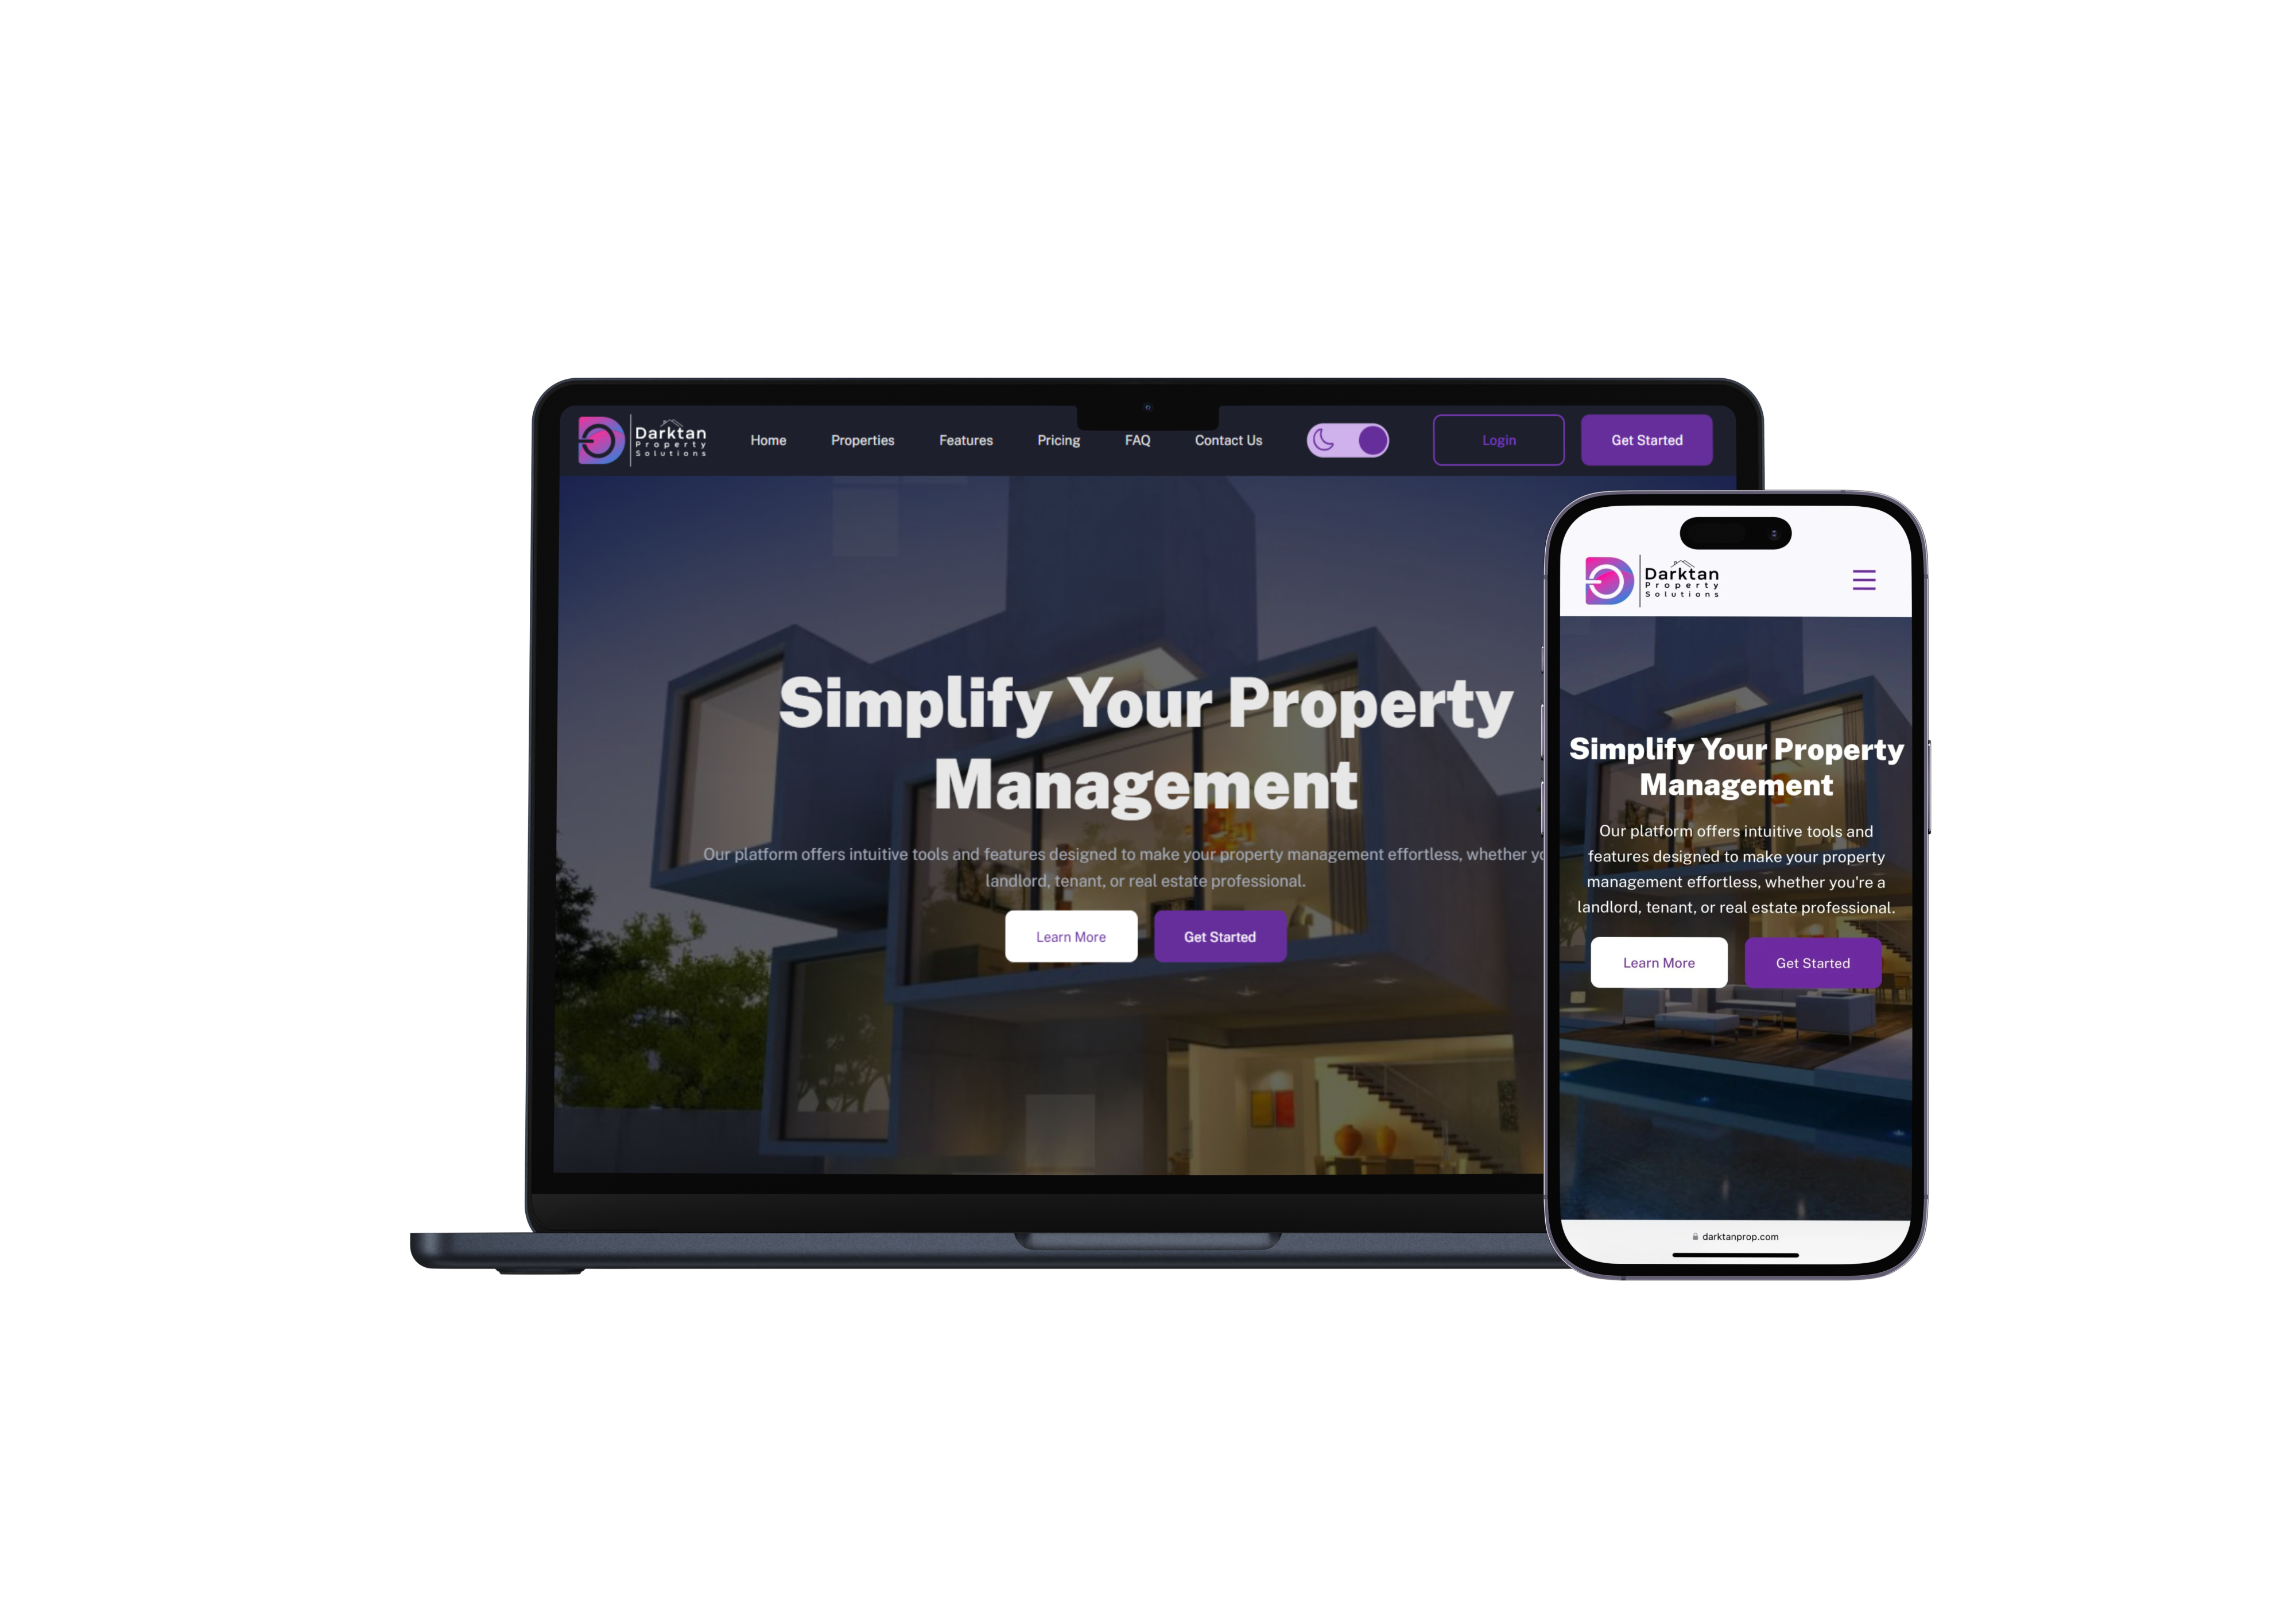 Darktan
Property
Solutions
Home Properties Features Pricing FAQ Contact Us Login Get Started
Simplify Your Property
Management
Our platform offers intuitive tools and features designed to make your property management effortless, whether
landlord, tenant, or real estate professional.
Learn More Get Started
Darktan
Property
Solutions
Simplify Your Property
Management
Our platform offers intuitive tools and
features designed to make your property
management effortless, whether you're a
landlord, tenant, or real estate professional.
Learn More Get Started
darktanprop.com